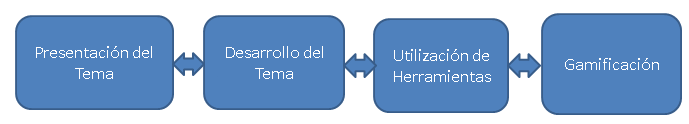 Presentación del
Tema
Desarrollo del
Tema
Utilización de
Herramientas
Gamificación